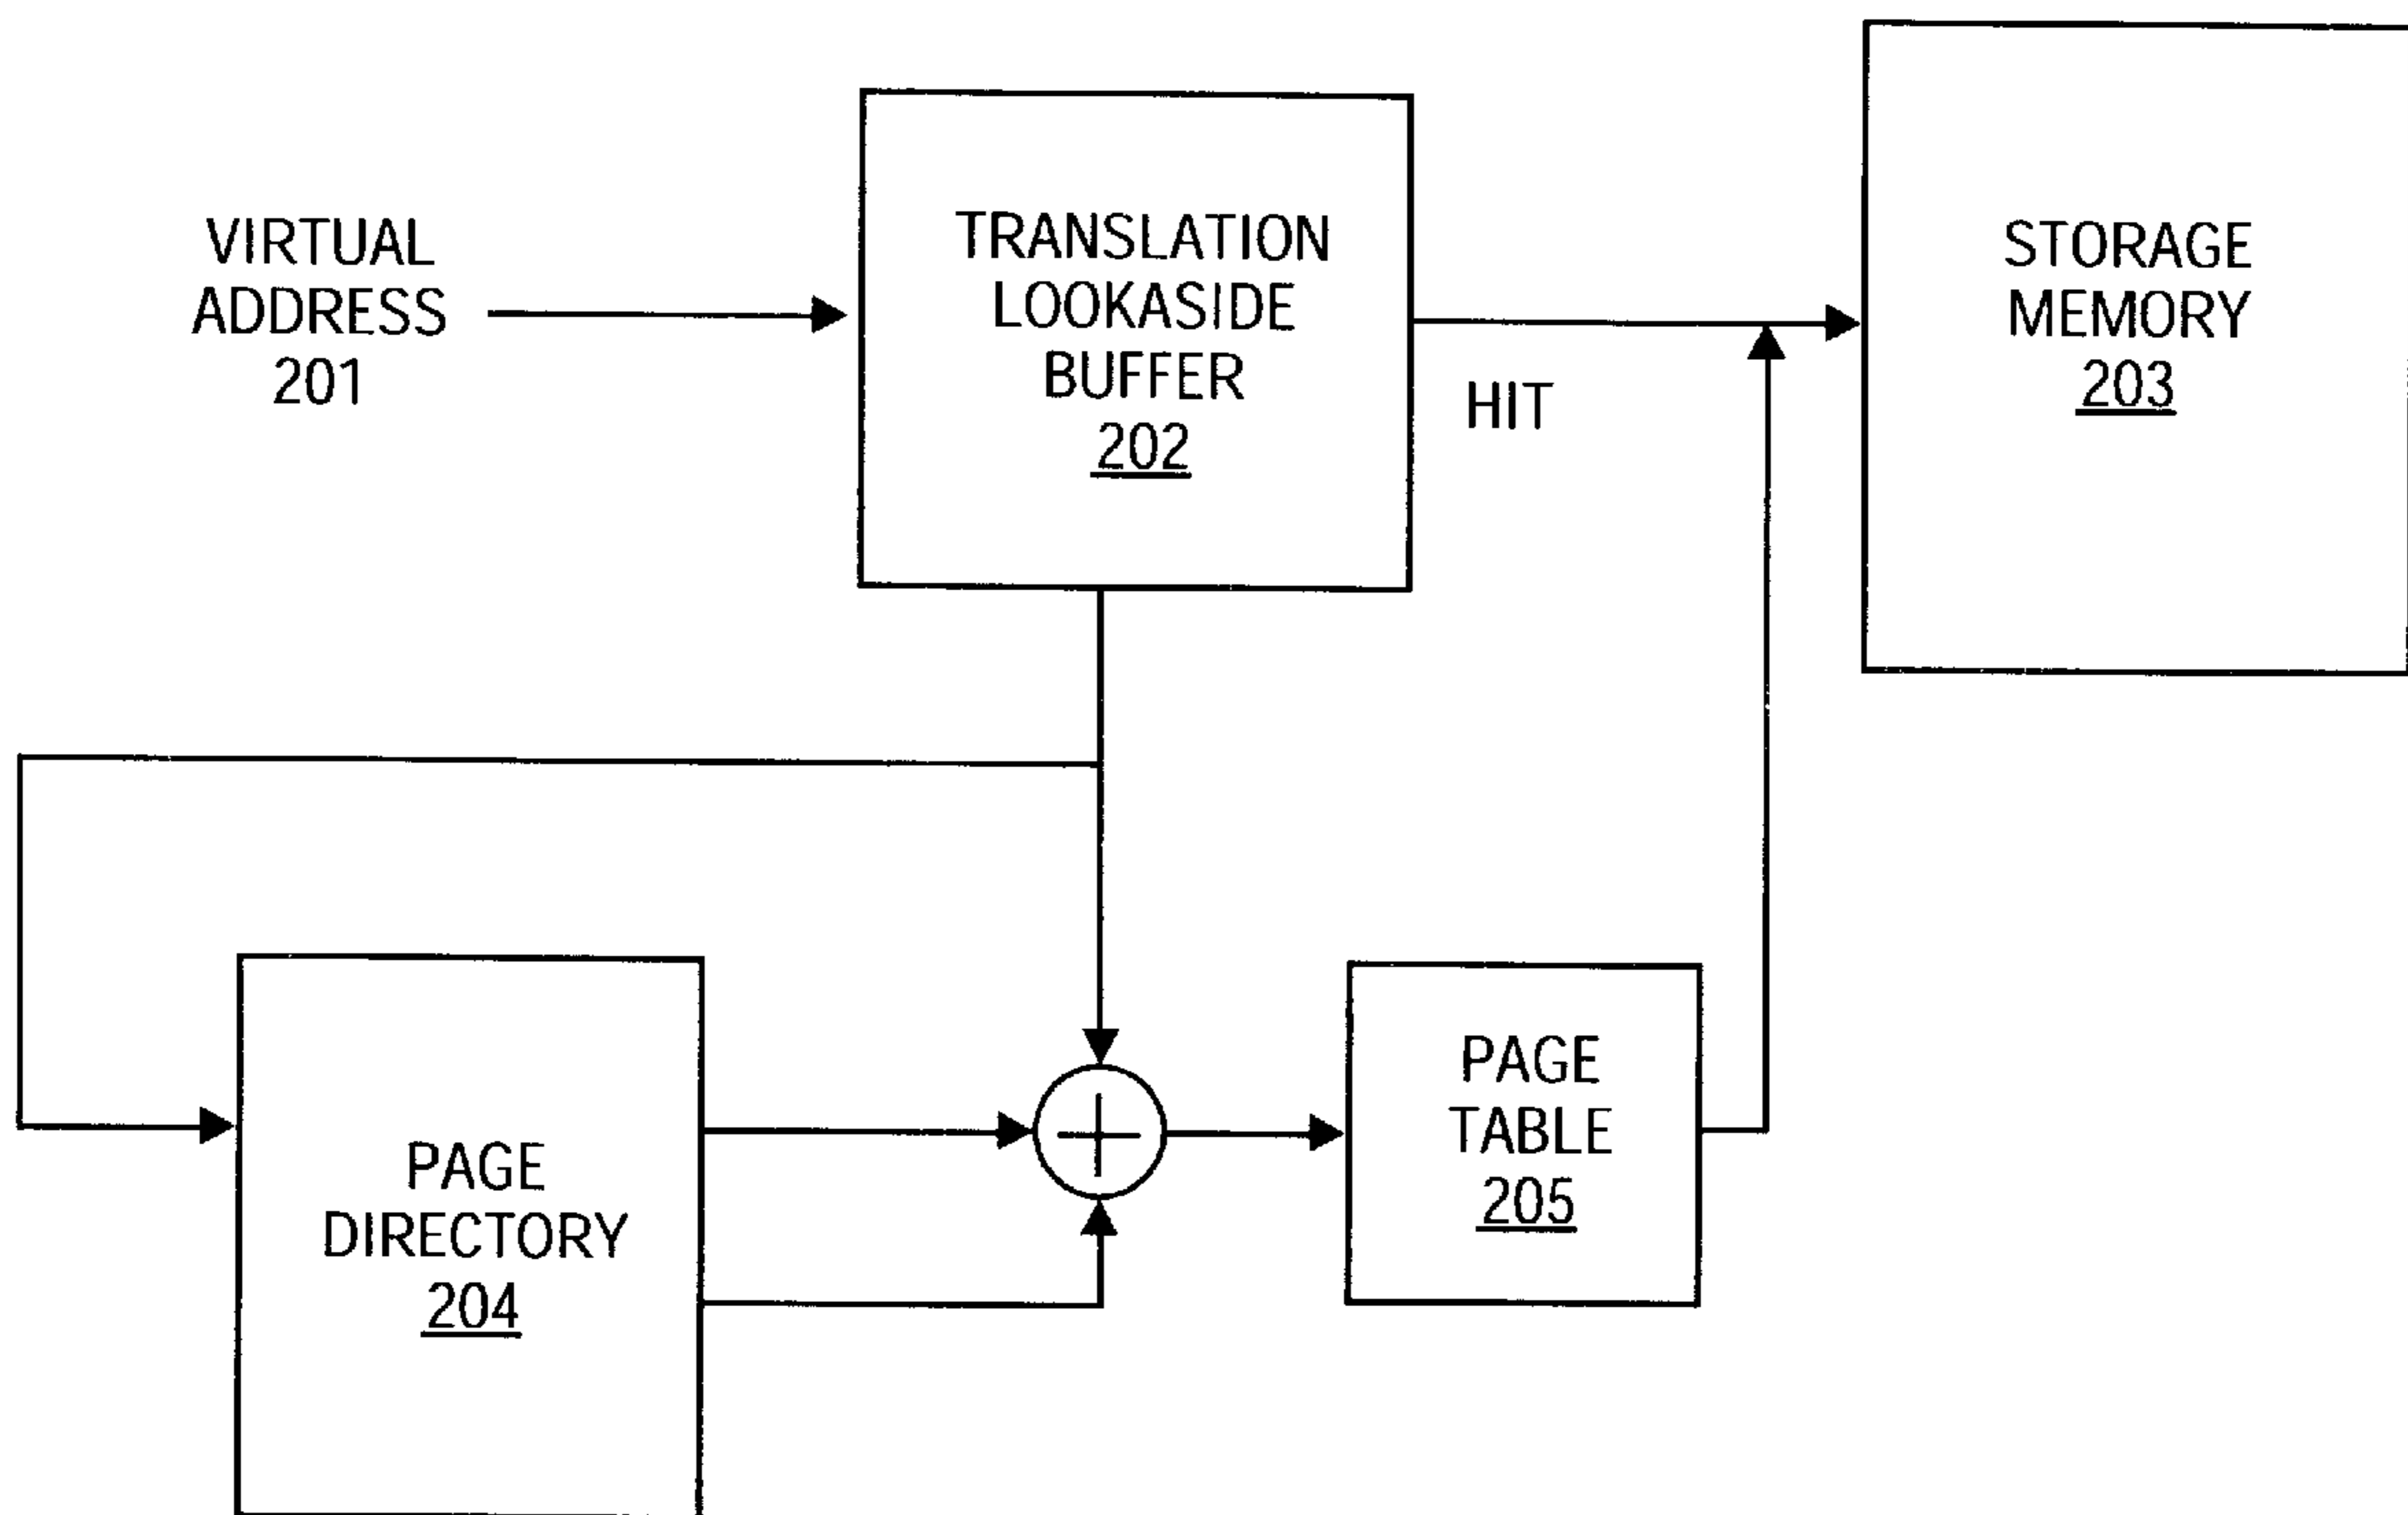 VIRTUAL
ADDRESS
201
TRANSLATION
LOOKASIDE
BUFFER
202
HIT
STORAGE
MEMORY
203
PAGE
DIRECTORY
204
PAGE
TABLE
205